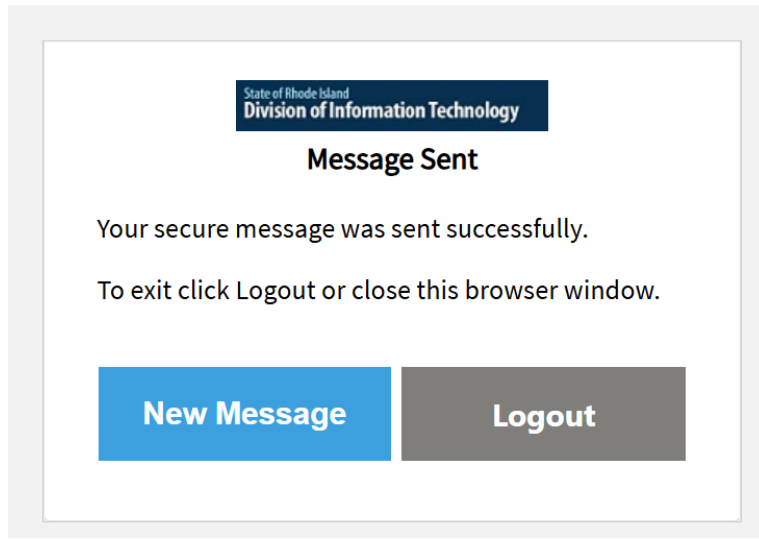 State of Rhode Island
Division of Information Technology
Message Sent
Your secure message was sent successfully.
To exit click Logout or close this browser window.
New Message
Logout